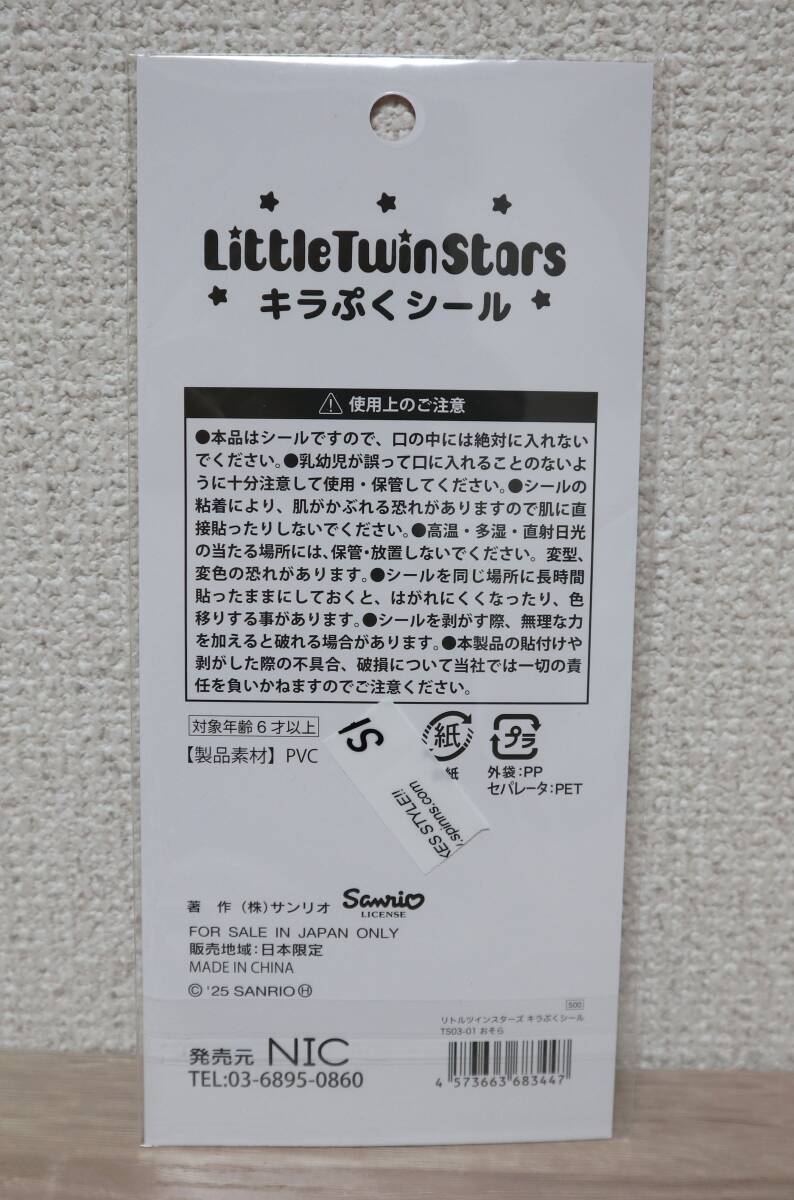 LittleTwinStars
キラぷくシール
使用上のご注意
●本品はシールですので、口の中には絶対に入れない
でください。●乳幼児が誤って口に入れることのないよ
うに十分注意して使用・保管してください。●シールの
粘着により、肌がかぶれる恐れがありますので肌に直
接貼ったりしないでください。●高温・多湿・直射日光
の当たる場所には、保管・放置しないでください。変型、
変色の恐れがあります。●シールを同じ場所に長時間
貼ったままにしておくと、はがれにくくなったり、色
移りする事があります。●シールを剥がす際、無理な力
を加えると破れる場合があります。●本製品の貼付けや
剥がした際の不具合、破損について当社では一切の責
任を負いかねますのでご注意ください。
対象年齢6才以上
【製品素材】PVC
SI
KES STYLE!!
.spinns.com
紙
紙
プラ
外袋:PP
セパレータ:PET
著 作 (株)サンリオ
Sanrio
LICENSE
FOR SALE IN JAPAN ONLY
販売地域:日本限定
MADE IN CHINA
© '25 SANRIO Ⓗ
500
リトルツインスターズ キラぷくシール
TS03-01 おそら
発売元 NIC
TEL:03-6895-0860
4 573663 683447